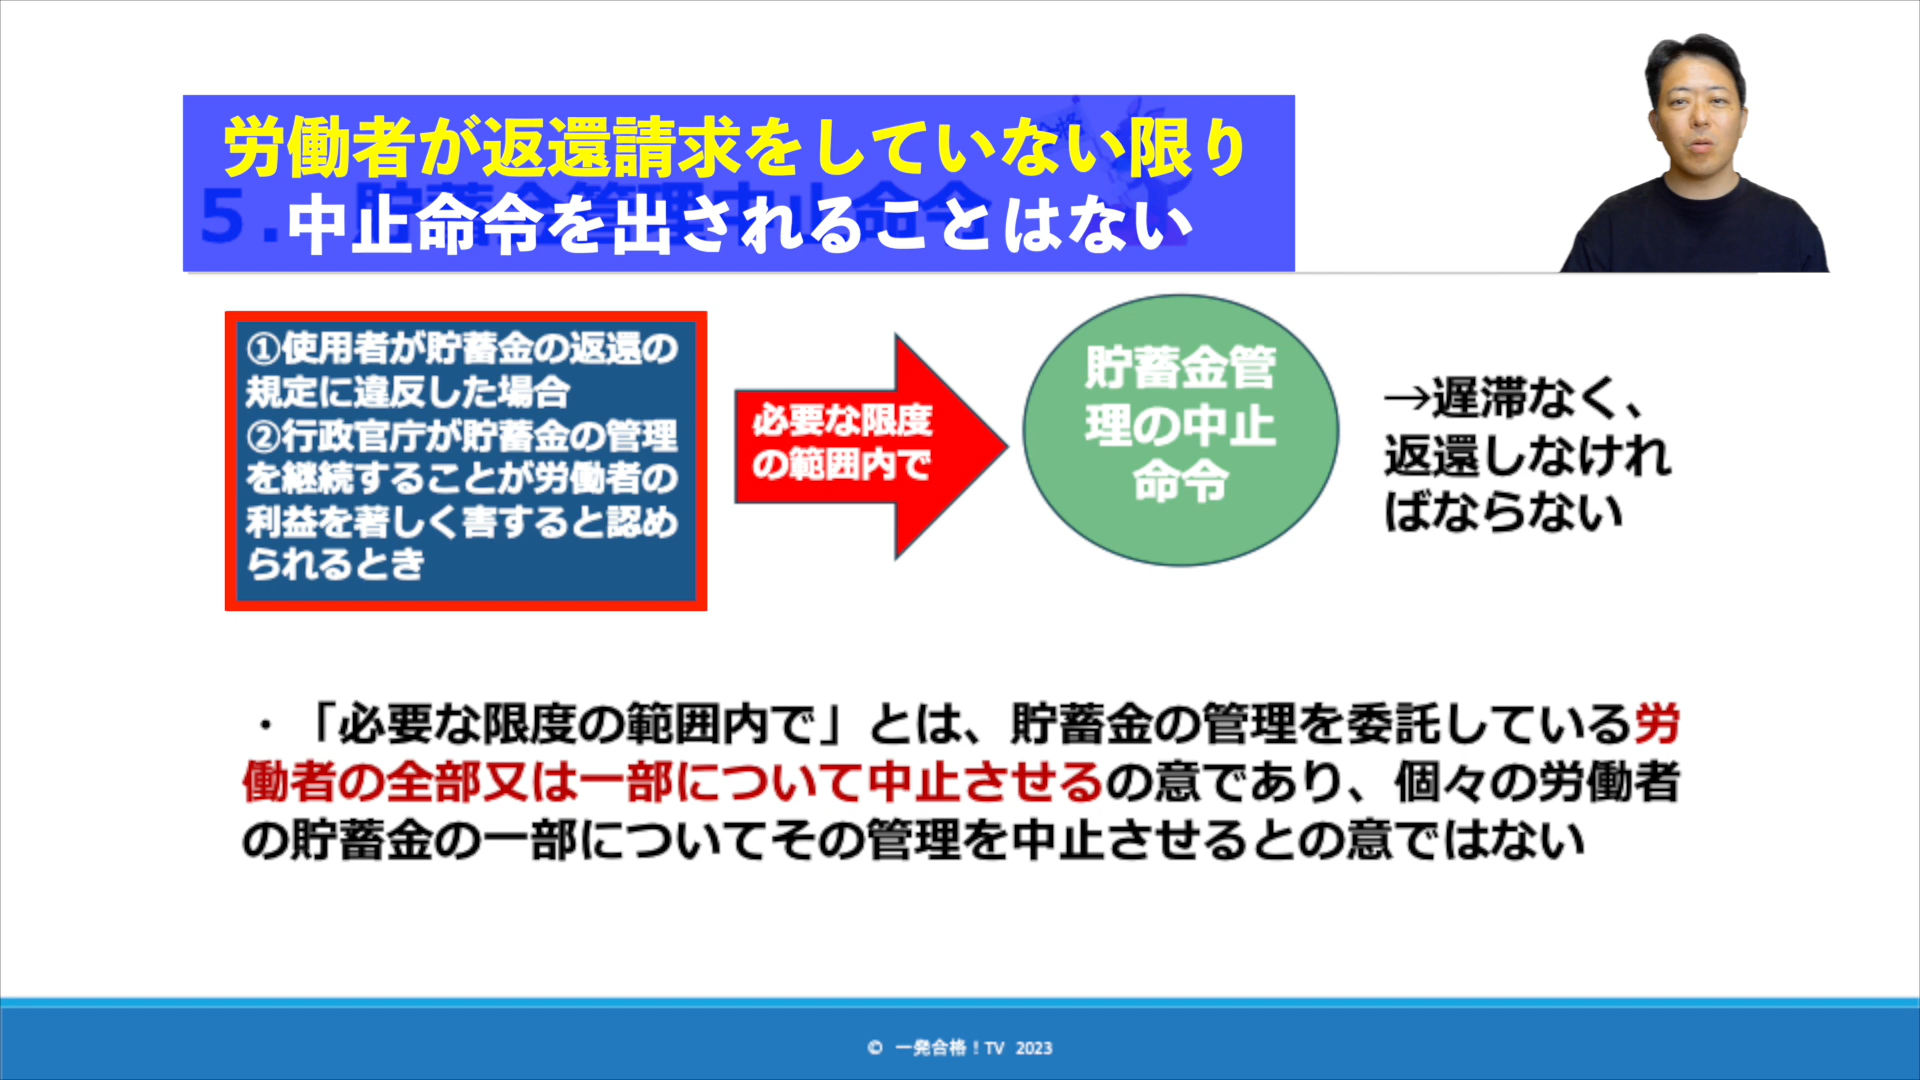 労働者が返還請求をしていない限り
5.中止命令を出されることはない
①使用者が貯蓄金の返還の
規定に違反した場合
②行政官庁が貯蓄金の管理
を継続することが労働者の
利益を著しく害すると認め
られるとき
必要な限度
の範囲内で
貯蓄金管
理の中止
命令
→遅滞なく、
返還しなけれ
ばならない
・「必要な限度の範囲内で」とは、貯蓄金の管理を委託している労
働者の全部又は一部について中止させるの意であり、個々の労働者
の貯蓄金の一部についてその管理を中止させるとの意ではない
© 一発合格！TV 2023